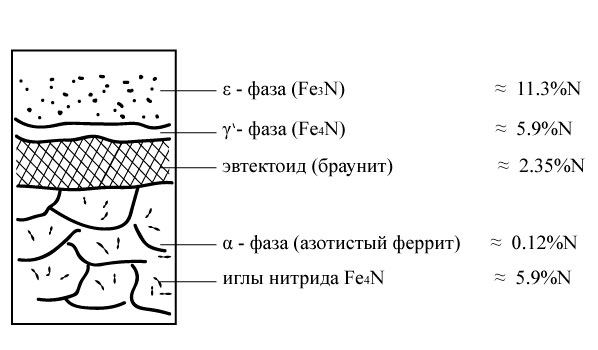 ε - фаза (Fe₃N) ≈ 11.3%N
γ‵- фаза (Fe₄N) ≈ 5.9%N
эвтектоид (браунит) ≈ 2.35%N
α - фаза (азотистый феррит) ≈ 0.12%N
иглы нитрида Fe₄N ≈ 5.9%N